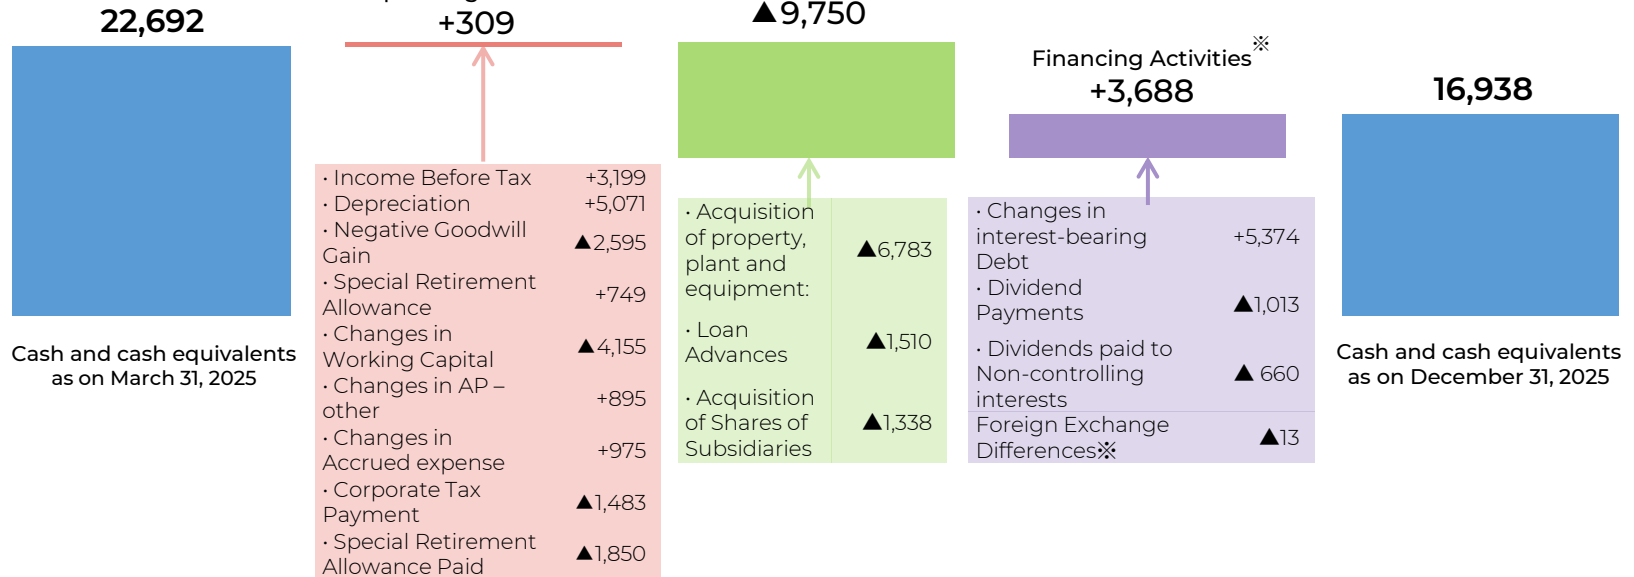 22,692
+309
▲9,750
Financing Activities※
+3,688
16,938
Cash and cash equivalents
as on March 31, 2025
· Income Before Tax +3,199
· Depreciation +5,071
· Negative Goodwill
Gain ▲2,595
· Special Retirement
Allowance +749
· Changes in
Working Capital ▲4,155
· Changes in AP –
other +895
· Changes in
Accrued expense +975
· Corporate Tax
Payment ▲1,483
· Special Retirement
Allowance Paid ▲1,850
· Acquisition
of property,
plant and
equipment: ▲6,783
· Loan
Advances ▲1,510
· Acquisition
of Shares of
Subsidiaries ▲1,338
· Changes in
interest-bearing
Debt +5,374
· Dividend
Payments ▲1,013
· Dividends paid to
Non-controlling
interests ▲ 660
Foreign Exchange
Differences※ ▲13
Cash and cash equivalents
as on December 31, 2025